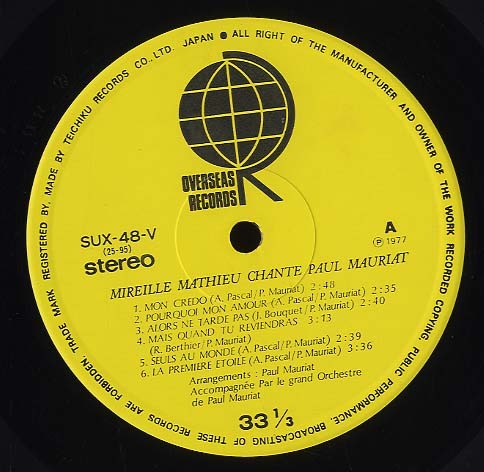 TRADE MARK REGISTERED BY, MADE BY TEICHIKU RECORDS CO., LTD. JAPAN ● ALL RIGHT OF THE MANUFACTURER AND OWNER OF THE WORK RECORDED COPYING, PUBLIC PERFORMANCE, BROADCASTING OF THESE RECORDS ARE FORBIDDEN
OVERSEAS
RECORDS
SUX-48-V
(25-95)
stereo
A
Ⓟ 1977
MIREILLE MATHIEU CHANTE PAUL MAURIAT
1. MON CREDO (A. Pascal/P. Mauriat) 2:48
2. POURQUOI MON AMOUR (A. Pascal/P. Mauriat) 2:35
3. ALORS NE TARDE PAS (J. Bouquet/P. Mauriat) 2:40
4. MAIS QUAND TU REVIENDRAS 3:13
(R. Berthier/P. Mauriat)
5. SEULS AU MONDE (A. Pascal/P. Mauriat) 2:39
6. LA PREMIERE ETOILE (A. Pascal/P. Mauriat) 3:36
Arrangements : Paul Mauriat
Accompagnée Par le grand Orchestre
de Paul Mauriat
33 1/3